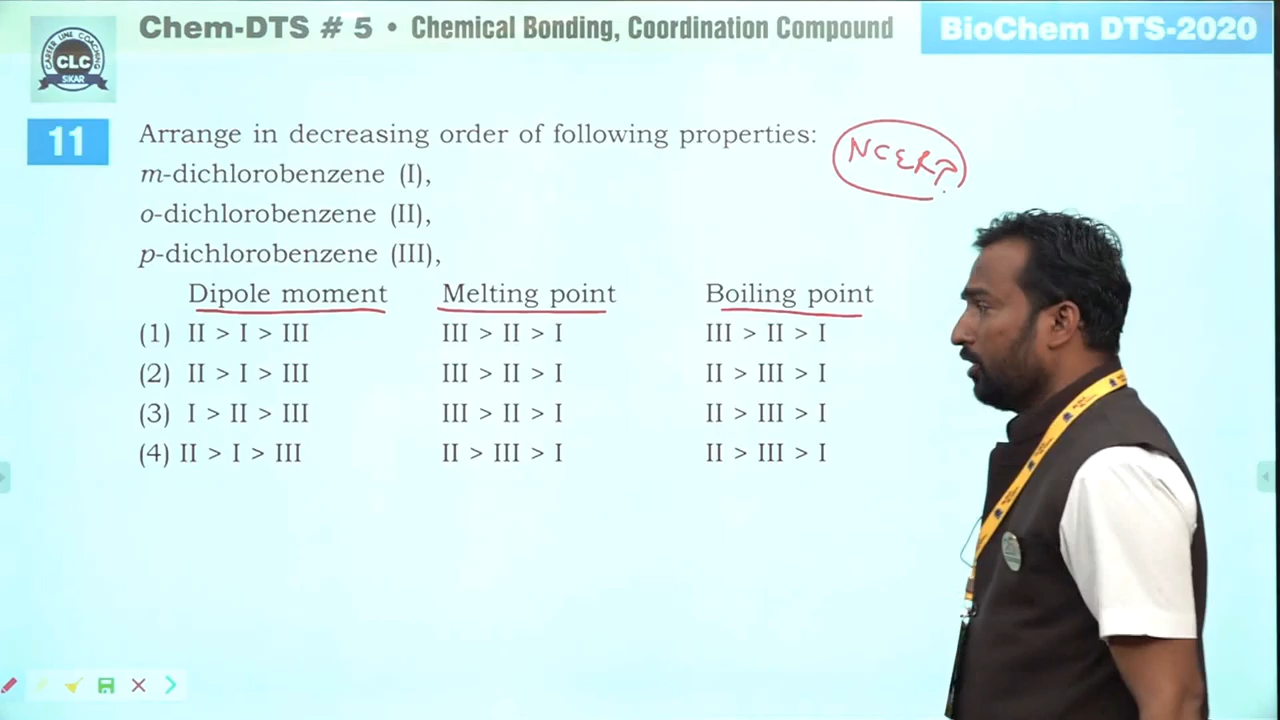 Chem-DTS # 5 • Chemical Bonding, Coordination Compound
BioChem DTS-2020
CAREER LINE COACHING
CLC
SIKAR
11
Arrange in decreasing order of following properties:
NCERT
m-dichlorobenzene (I),
o-dichlorobenzene (II),
p-dichlorobenzene (III),
Dipole moment Melting point Boiling point
(1) II > I > III III > II > I III > II > I
(2) II > I > III III > II > I II > III > I
(3) I > II > III III > II > I II > III > I
(4) II > I > III II > III > I II > III > I